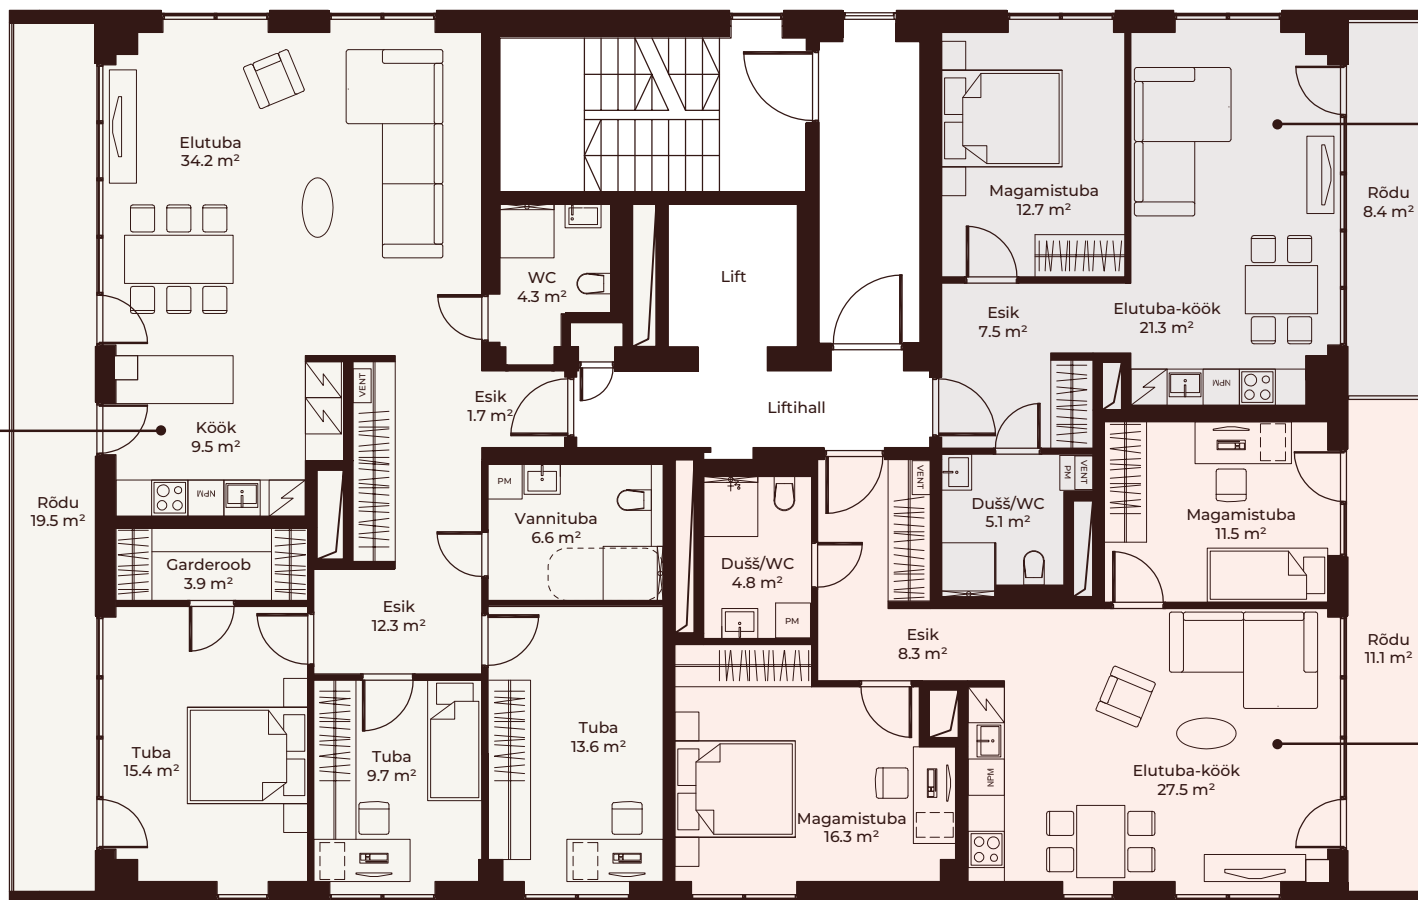 Elutuba
34.2 m²
WC
4.3 m²
Lift
Magamistuba
12.7 m²
Rõdu
8.4 m²
Esik
7.5 m²
Elutuba-köök
21.3 m²
VENT
Esik
1.7 m²
Liftihall
NPM
Köök
9.5 m²
NPM
Rõdu
19.5 m²
PM
Vannituba
6.6 m²
VENT
PM
VENT
Dušš/WC
5.1 m²
Magamistuba
11.5 m²
Garderoob
3.9 m²
Dušš/WC
4.8 m²
PM
Esik
12.3 m²
Esik
8.3 m²
Rõdu
11.1 m²
Tuba
15.4 m²
Tuba
9.7 m²
Tuba
13.6 m²
Magamistuba
16.3 m²
NPM
Elutuba-köök
27.5 m²